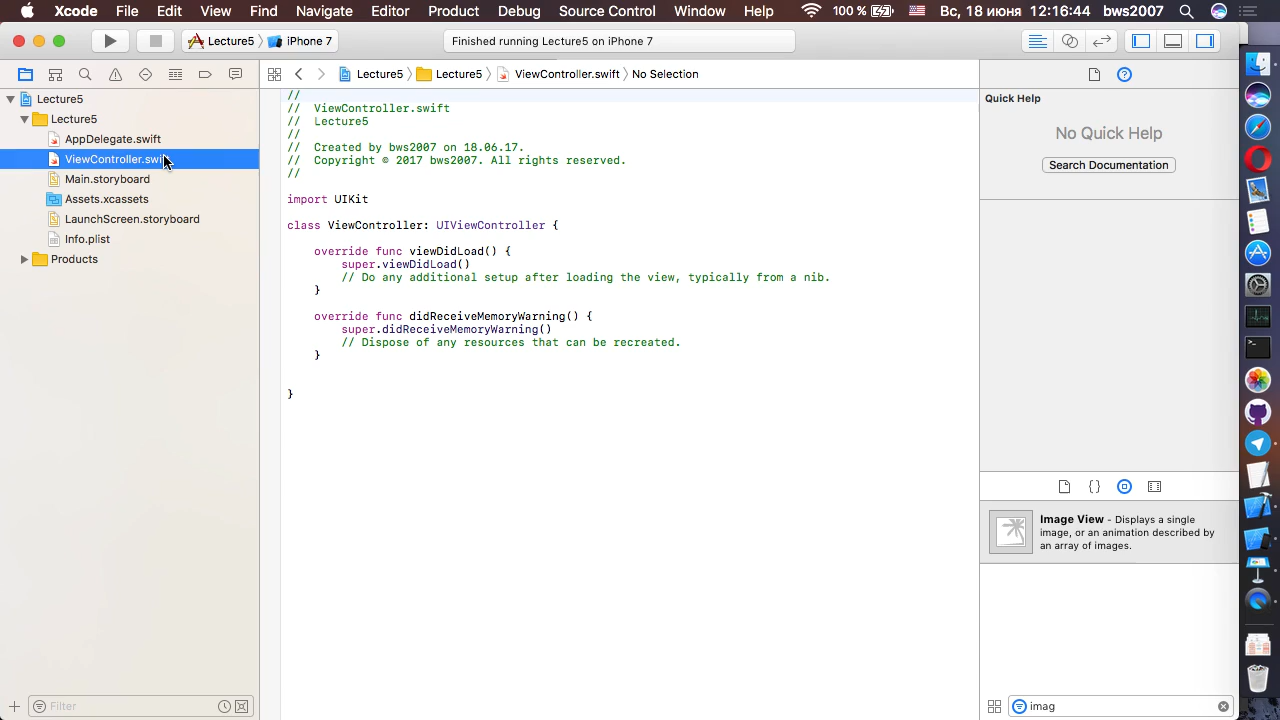 Xcode File Edit View Find Navigate Editor Product Debug Source Control Window Help 100 % Вс, 18 июня 12:16:44 bws2007
Lecture5 iPhone 7 Finished running Lecture5 on iPhone 7
Lecture5 Lecture5 ViewController.swift No Selection
Lecture5
Lecture5
AppDelegate.swift
ViewController.swift
Main.storyboard
Assets.xcassets
LaunchScreen.storyboard
Info.plist
Products
Filter
//
// ViewController.swift
// Lecture5
//
// Created by bws2007 on 18.06.17.
// Copyright © 2017 bws2007. All rights reserved.
//
import UIKit
class ViewController: UIViewController {
override func viewDidLoad() {
super.viewDidLoad()
// Do any additional setup after loading the view, typically from a nib.
}
override func didReceiveMemoryWarning() {
super.didReceiveMemoryWarning()
// Dispose of any resources that can be recreated.
}
}
Quick Help
No Quick Help
Search Documentation
Image View - Displays a single
image, or an animation described by
an array of images.
imag